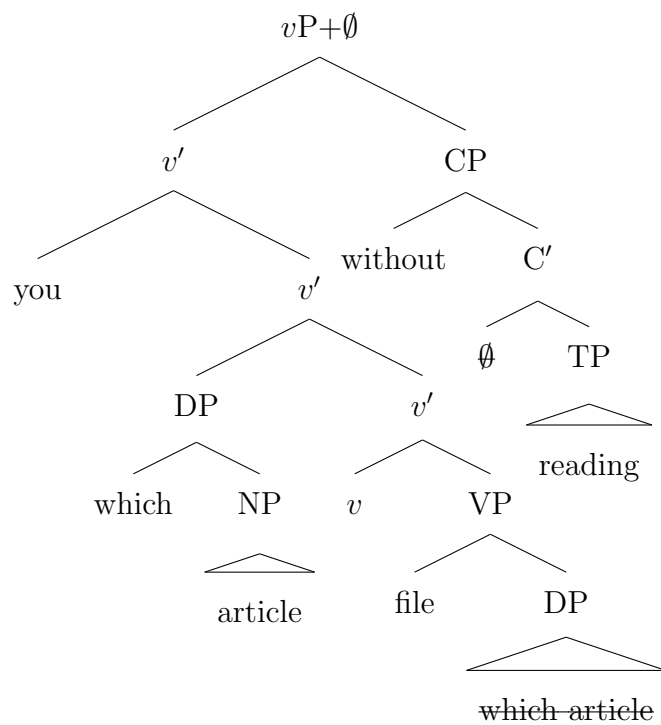 vP+∅
v′ CP
you v′ without C′
DP v′ ∅ TP
which NP v VP reading
article file DP
which article